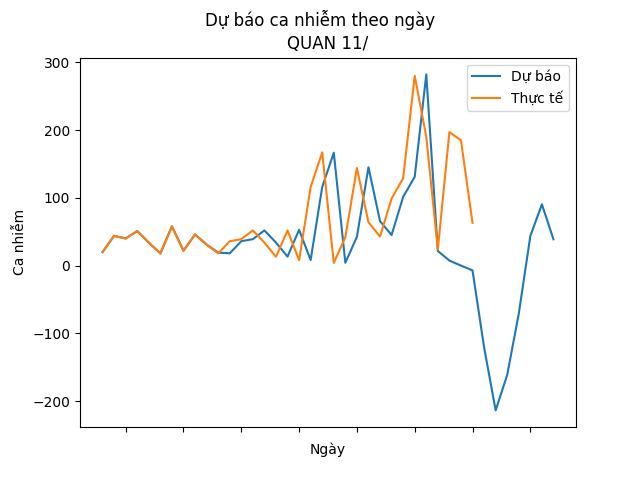 Dự báo ca nhiễm theo ngày
QUAN 11/
Dự báo
Thực tế
300
200
100
0
−100
−200
Ca nhiễm
Ngày